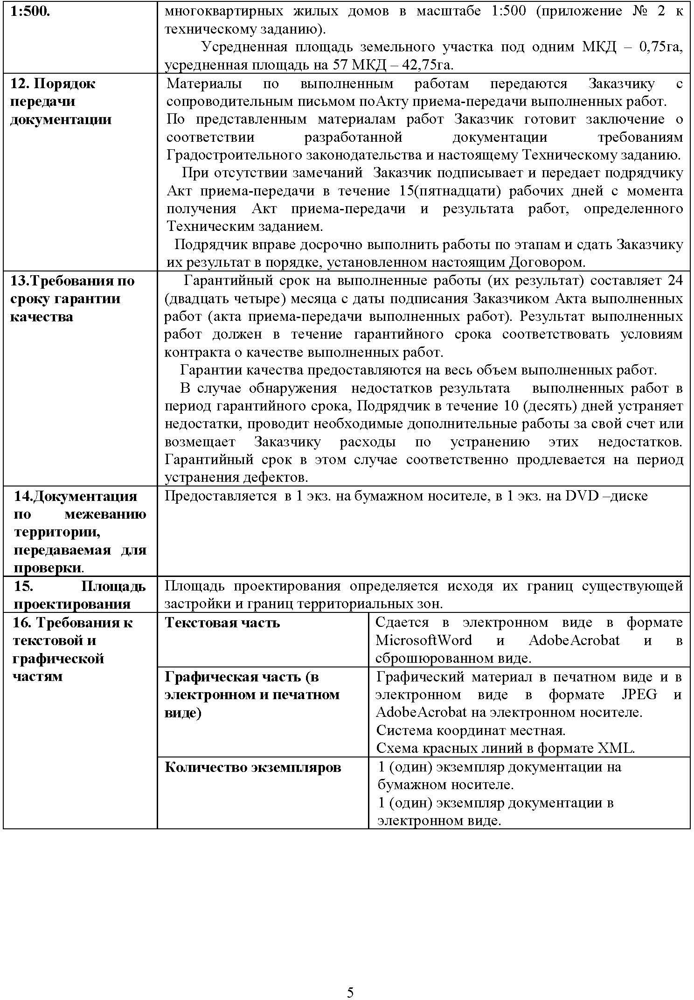 1:500.
многоквартирных жилых домов в масштабе 1:500 (приложение № 2 к
техническому заданию).
Усредненная площадь земельного участка под одним МКД – 0,75га,
усредненная площадь на 57 МКД – 42,75га.
12. Порядок
передачи
документации
Материалы по выполненным работам передаются Заказчику с
сопроводительным письмом поАкту приема-передачи выполненных работ.
По представленным материалам работ Заказчик готовит заключение о
соответствии разработанной документации требованиям
Градостроительного законодательства и настоящему Техническому заданию.
При отсутствии замечаний Заказчик подписывает и передает подрядчику
Акт приема-передачи в течение 15(пятнадцати) рабочих дней с момента
получения Акт приема-передачи и результата работ, определенного
Техническим заданием.
Подрядчик вправе досрочно выполнить работы по этапам и сдать Заказчику
их результат в порядке, установленном настоящим Договором.
13.Требования по
сроку гарантии
качества
Гарантийный срок на выполненные работы (их результат) составляет 24
(двадцать четыре) месяца с даты подписания Заказчиком Акта выполненных
работ (акта приема-передачи выполненных работ). Результат выполненных
работ должен в течение гарантийного срока соответствовать условиям
контракта о качестве выполненных работ.
Гарантии качества предоставляются на весь объем выполненных работ.
В случае обнаружения недостатков результата выполненных работ в
период гарантийного срока, Подрядчик в течение 10 (десять) дней устраняет
недостатки, проводит необходимые дополнительные работы за свой счет или
возмещает Заказчику расходы по устранению этих недостатков.
Гарантийный срок в этом случае соответственно продлевается на период
устранения дефектов.
14.Документация
по межеванию
территории,
передаваемая для
проверки.
Предоставляется в 1 экз. на бумажном носителе, в 1 экз. на DVD –диске
15. Площадь
проектирования
Площадь проектирования определяется исходя их границ существующей
застройки и границ территориальных зон.
16. Требования к
текстовой и
графической
частям
Текстовая часть
Сдается в электронном виде в формате
MicrosoftWord и AdobeAcrobat и в
сброшюрованном виде.
Графическая часть (в
электронном и печатном
виде)
Графический материал в печатном виде и в
электронном виде в формате JPEG и
AdobeAcrobat на электронном носителе.
Система координат местная.
Схема красных линий в формате XML.
Количество экземпляров
1 (один) экземпляр документации на
бумажном носителе.
1 (один) экземпляр документации в
электронном виде.
5